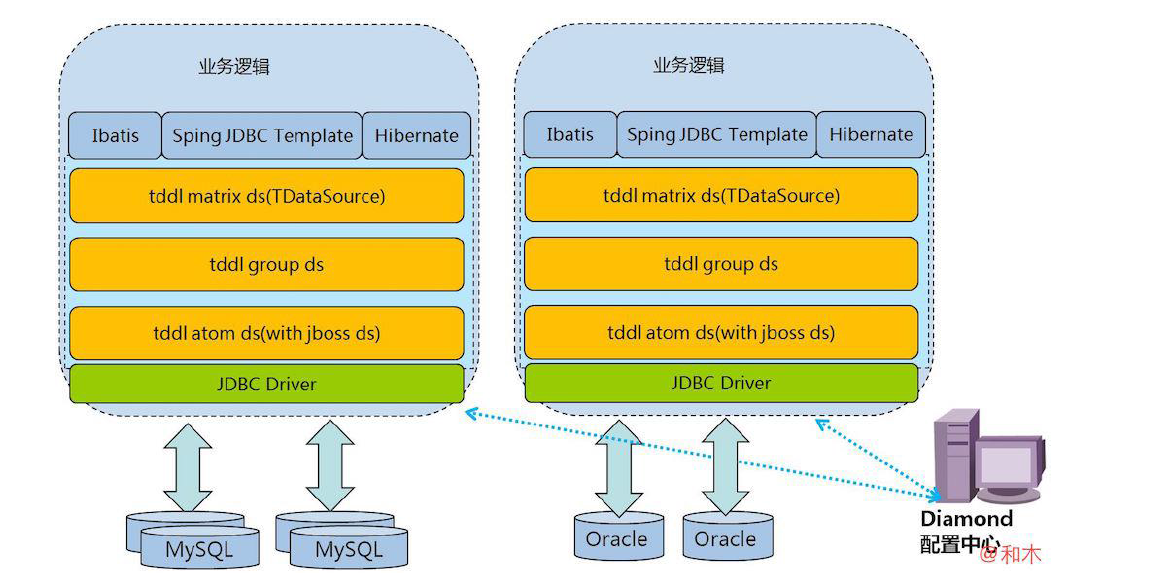 业务逻辑
Ibatis
Sping JDBC Template
Hibernate
tddl matrix ds(TDataSource)
tddl group ds
tddl atom ds(with jboss ds)
JDBC Driver
MySQL
MySQL
业务逻辑
Ibatis
Sping JDBC Template
Hibernate
tddl matrix ds(TDataSource)
tddl group ds
tddl atom ds(with jboss ds)
JDBC Driver
Oracle
Oracle
Diamond
配置中心
@和木